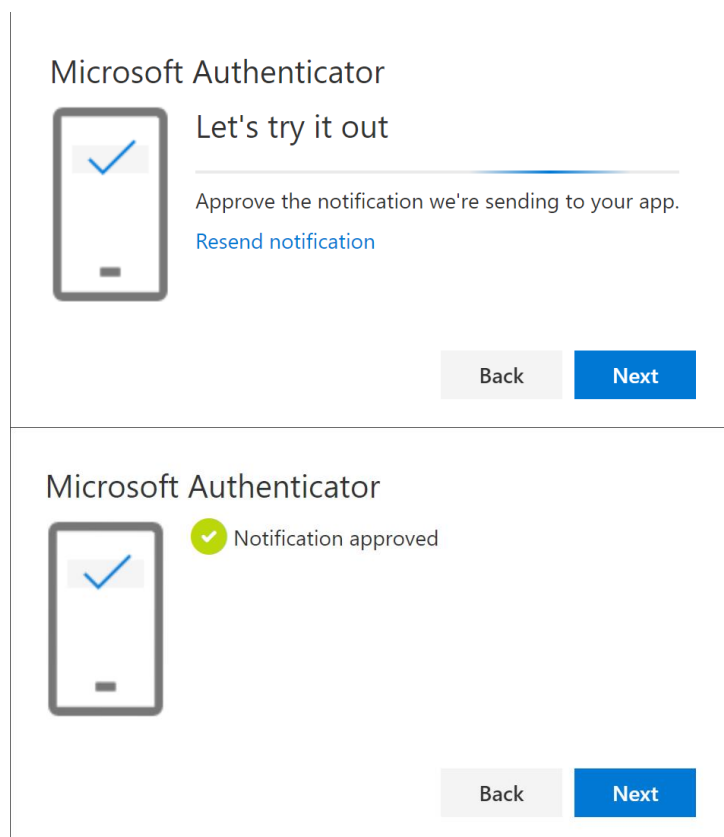 Microsoft Authenticator
Let's try it out
Approve the notification we're sending to your app.
Resend notification
Back Next
Microsoft Authenticator
Notification approved
Back Next